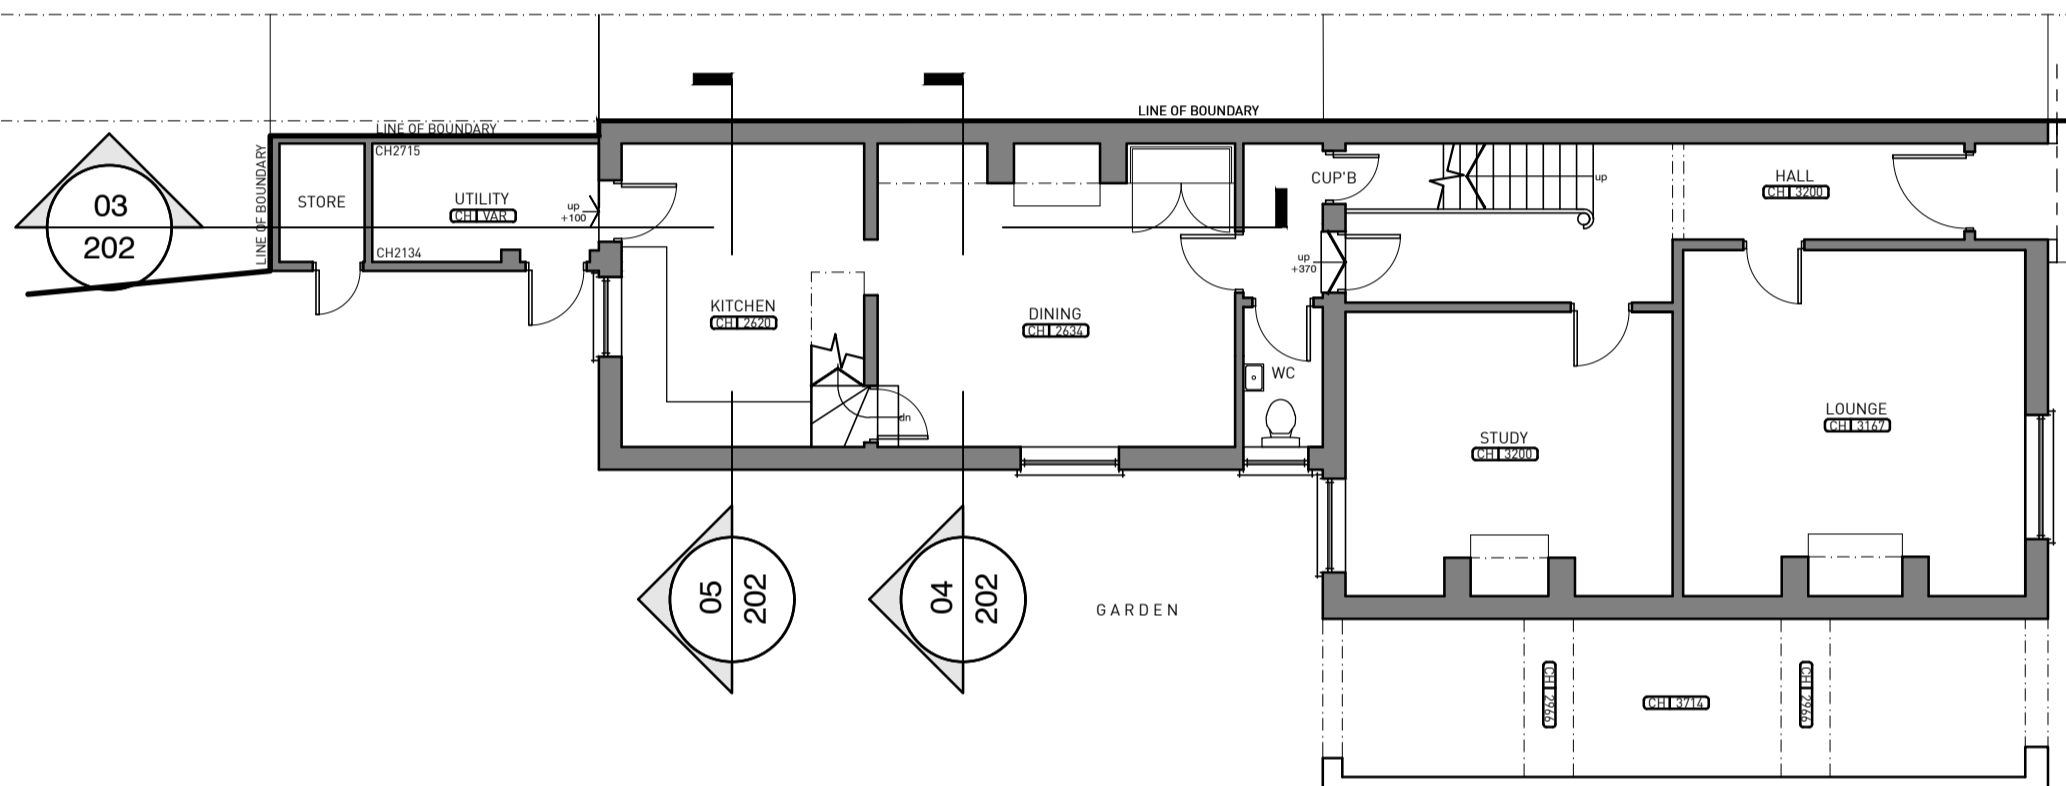 LINE OF BOUNDARY
LINE OF BOUNDARY
LINE OF BOUNDARY
CH2715
03
202
STORE
UTILITY
CH VAR
up
+100
CH2134
CUP'B
up
HALL
CH 3200
up
+370
KITCHEN
CH 2620
DINING
CH 2634
dn
WC
STUDY
CH 3200
LOUNGE
CH 3167
05
202
04
202
GARDEN
CH 2966
CH 3714
CH 2966